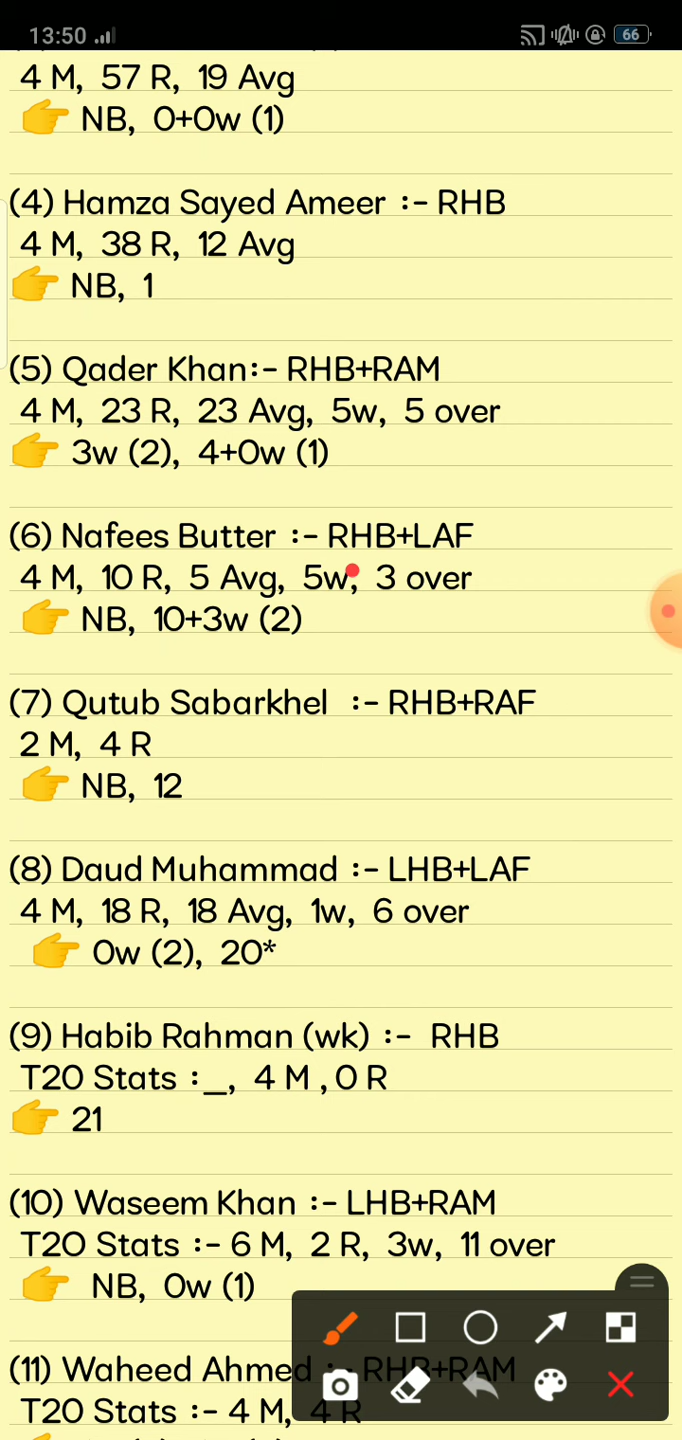 13:50
66
4 M, 57 R, 19 Avg
👉 NB, 0+0w (1)
(4) Hamza Sayed Ameer :- RHB
4 M, 38 R, 12 Avg
👉 NB, 1
(5) Qader Khan:- RHB+RAM
4 M, 23 R, 23 Avg, 5w, 5 over
👉 3w (2), 4+0w (1)
(6) Nafees Butter :- RHB+LAF
4 M, 10 R, 5 Avg, 5w, 3 over
👉 NB, 10+3w (2)
(7) Qutub Sabarkhel :- RHB+RAF
2 M, 4 R
👉 NB, 12
(8) Daud Muhammad :- LHB+LAF
4 M, 18 R, 18 Avg, 1w, 6 over
👉 0w (2), 20*
(9) Habib Rahman (wk) :- RHB
T20 Stats :_, 4 M , 0 R
👉 21
(10) Waseem Khan :- LHB+RAM
T20 Stats :- 6 M, 2 R, 3w, 11 over
👉 NB, 0w (1)
(11) Waheed Ahmed :- RHB+RAM
T20 Stats :- 4 M, 4 R